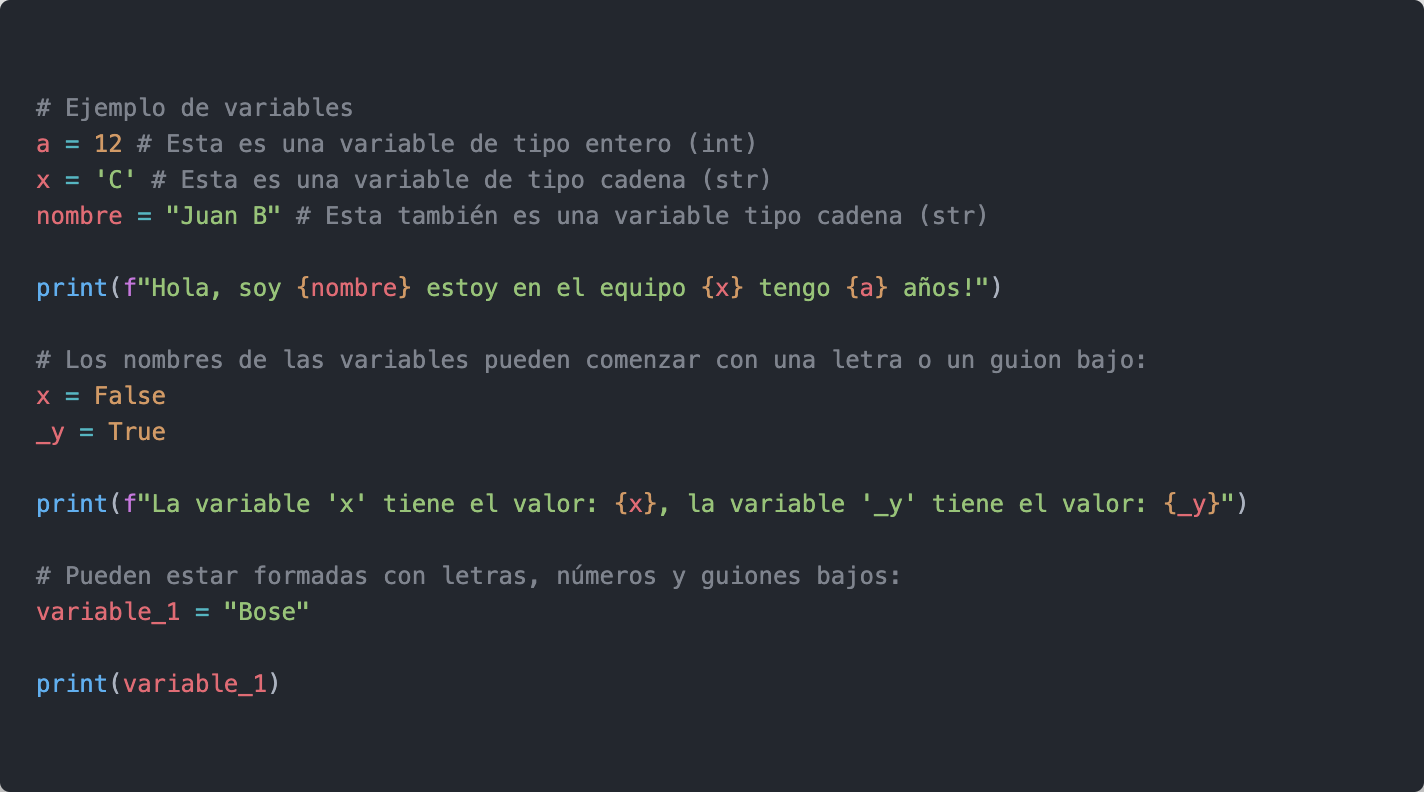 # Ejemplo de variables
a = 12 # Esta es una variable de tipo entero (int)
x = 'C' # Esta es una variable de tipo cadena (str)
nombre = "Juan B" # Esta también es una variable tipo cadena (str)
print(f"Hola, soy {nombre} estoy en el equipo {x} tengo {a} años!")
# Los nombres de las variables pueden comenzar con una letra o un guion bajo:
x = False
_y = True
print(f"La variable 'x' tiene el valor: {x}, la variable '_y' tiene el valor: {_y}")
# Pueden estar formadas con letras, números y guiones bajos:
variable_1 = "Bose"
print(variable_1)